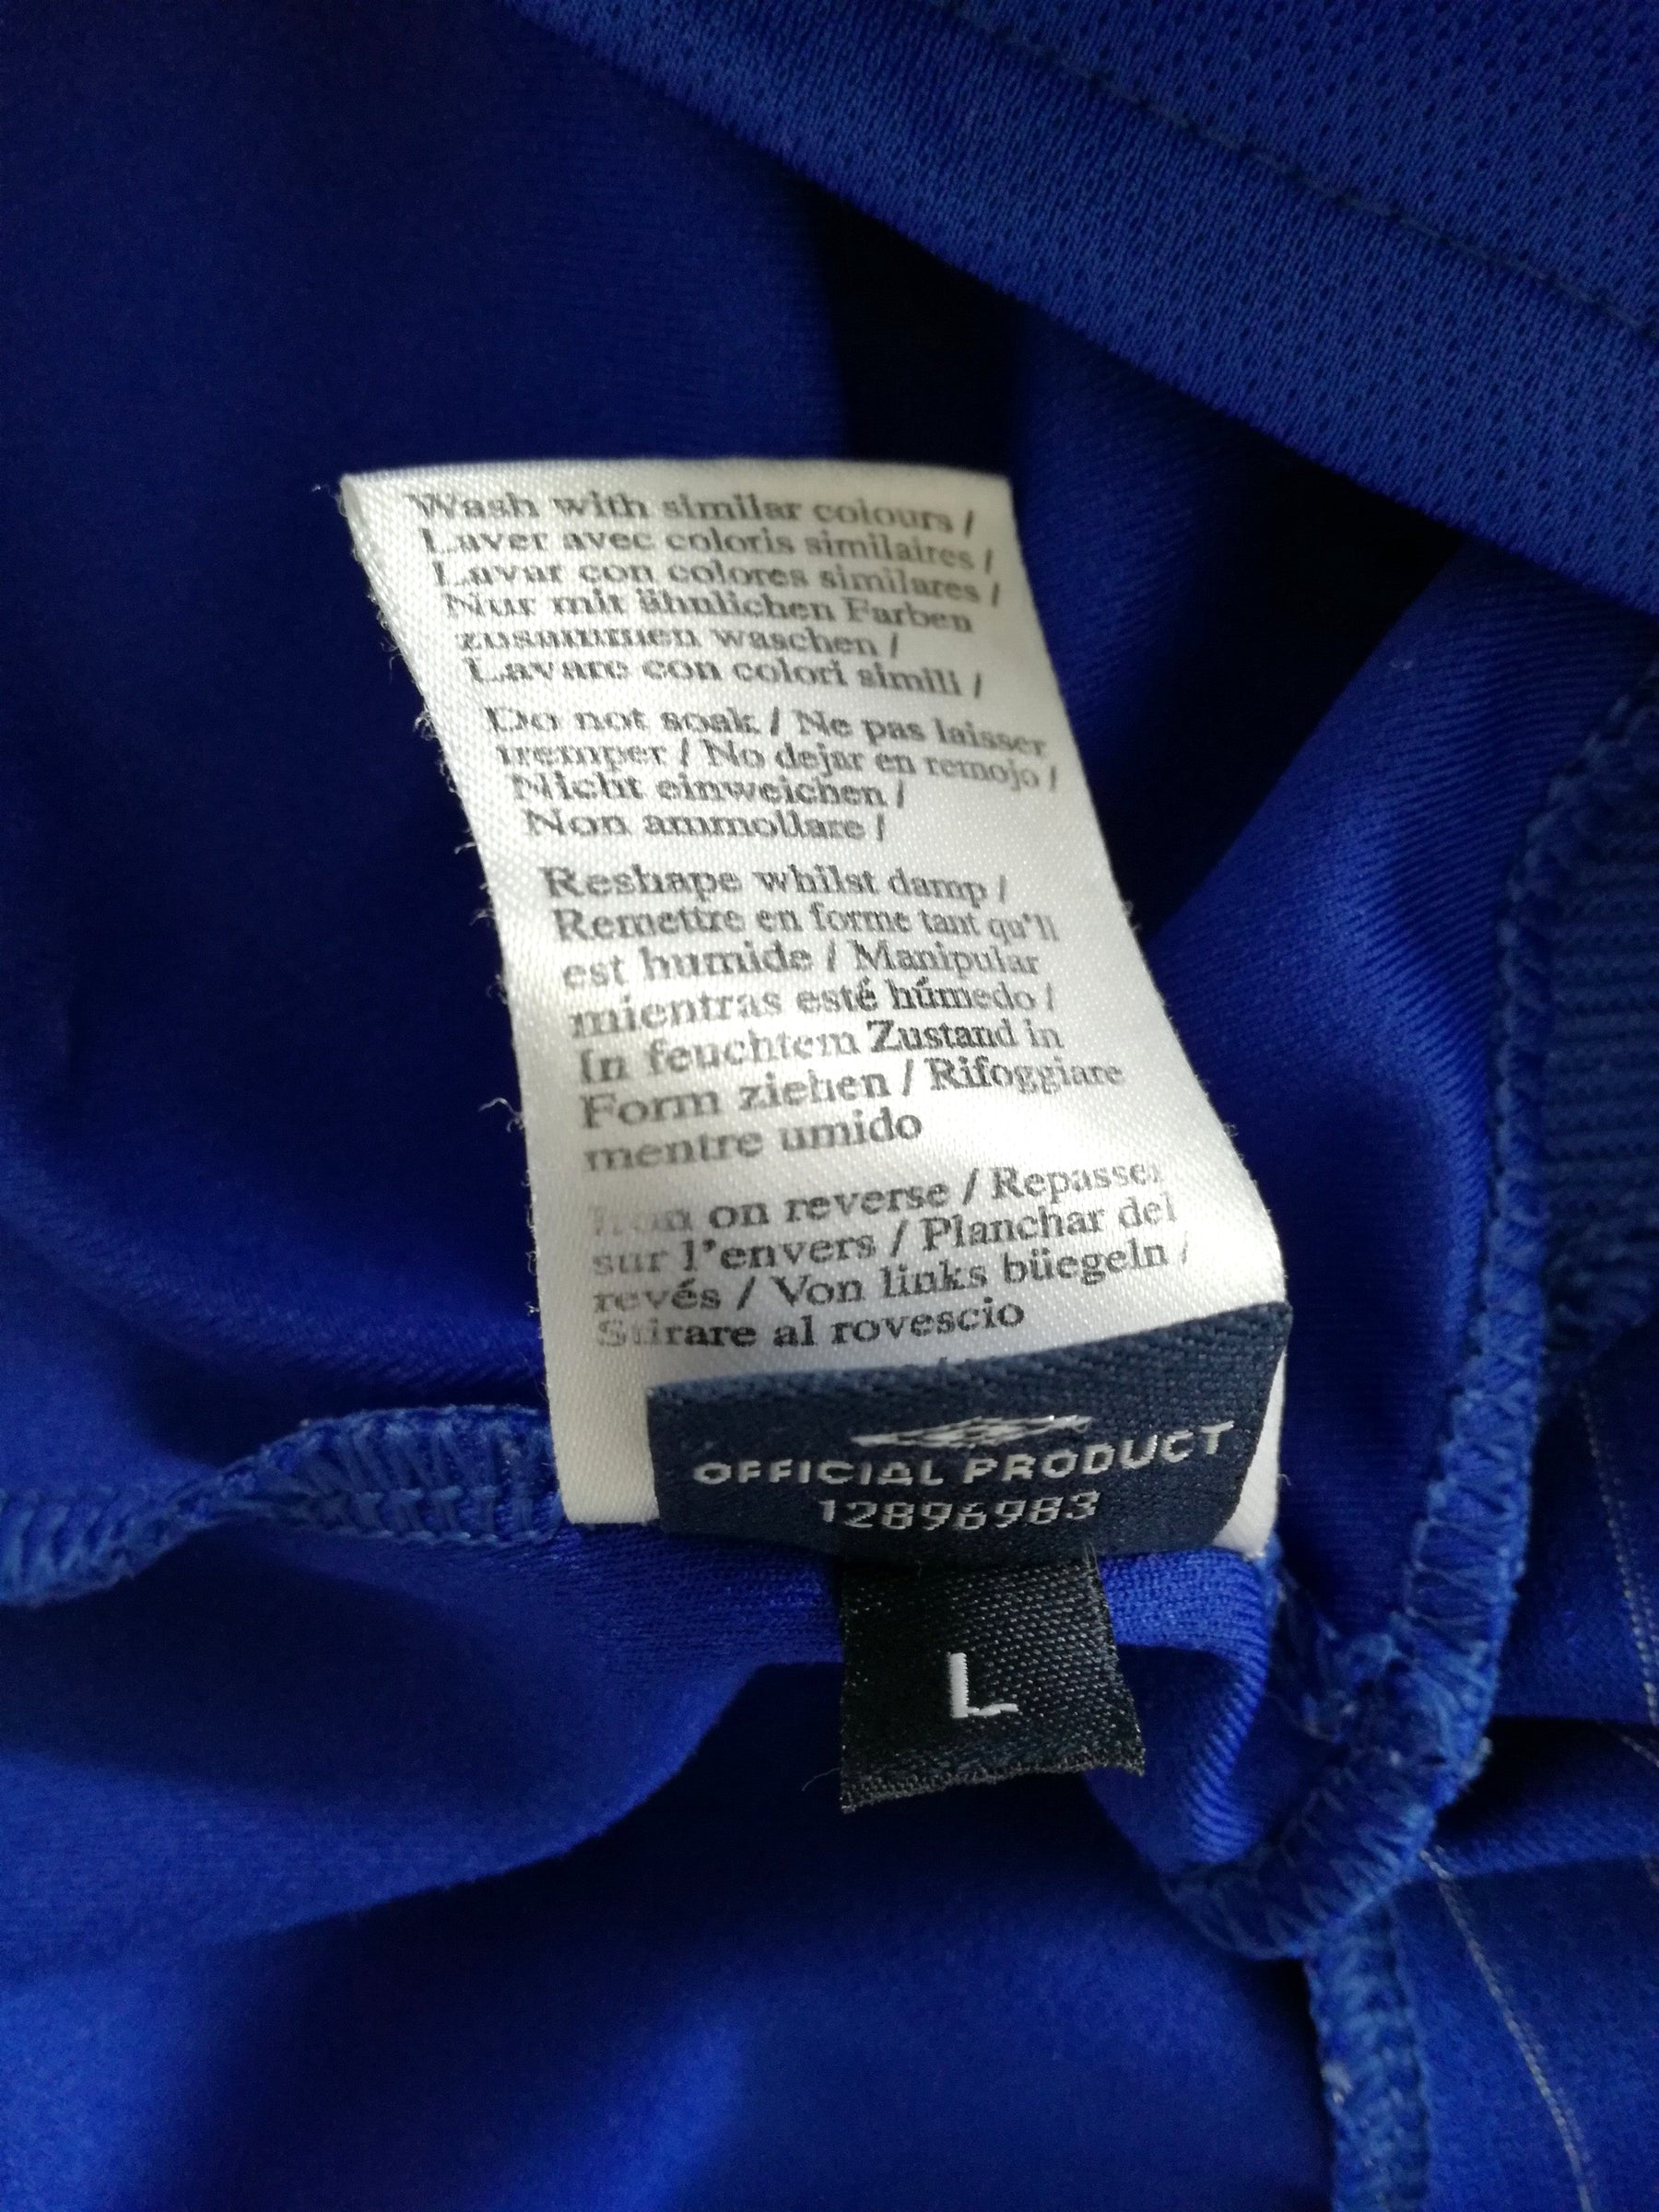 Wash with similar colours /
Laver avec coloris similaires /
Lavar con colores similares /
Nur mit ähnlichen Farben
zusammen waschen /
Lavare con colori simili /
Do not soak / Ne pas laisser
tremper / No dejar en remojo /
Nicht einweichen /
Non ammollare /
Reshape whilst damp /
Remettre en forme tant qu'il
est humide / Manipular
mientras esté húmedo /
In feuchtem Zustand in
Form ziehen / Rifoggiare
mentre umido
Iron on reverse / Repasser
sur l'envers / Planchar del
revés / Von links büegeln /
Stirare al rovescio
OFFICIAL PRODUCT
12896983
L